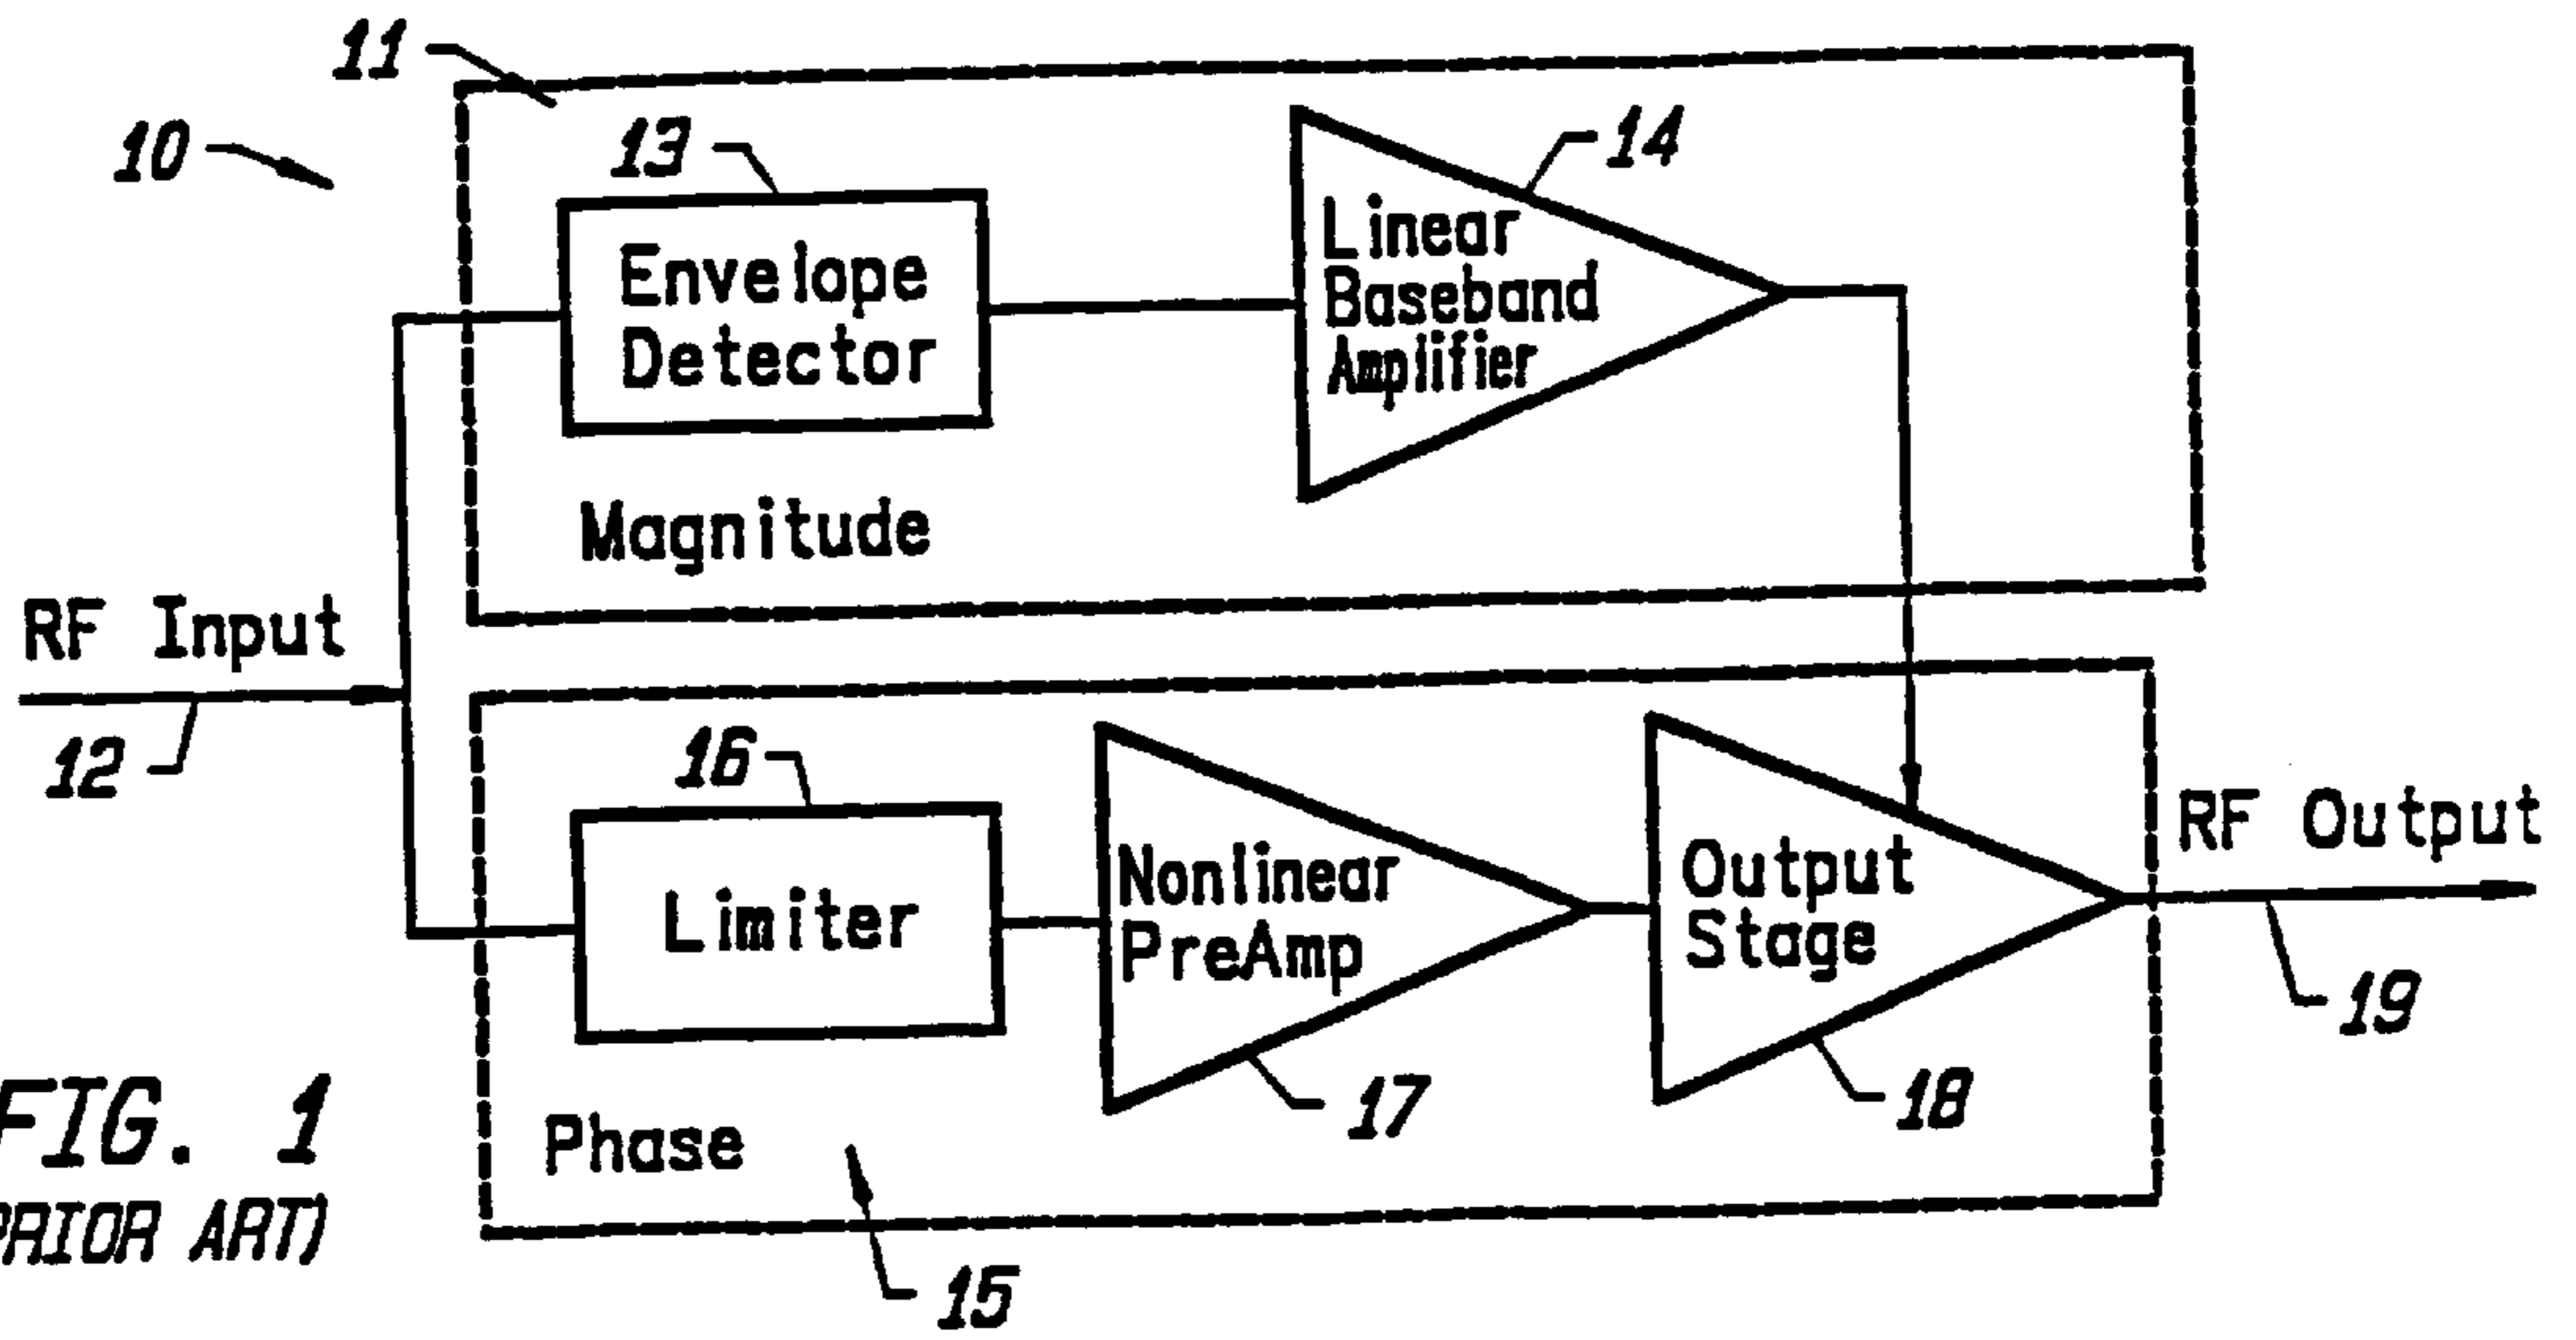 11
10
13
14
Envelope
Detector
Linear
Baseband
Amplifier
Magnitude
RF Input
12
16
Limiter
Nonlinear
PreAmp
Output
Stage
RF Output
19
17
18
Phase
15
FIG. 1
PRIOR ART)